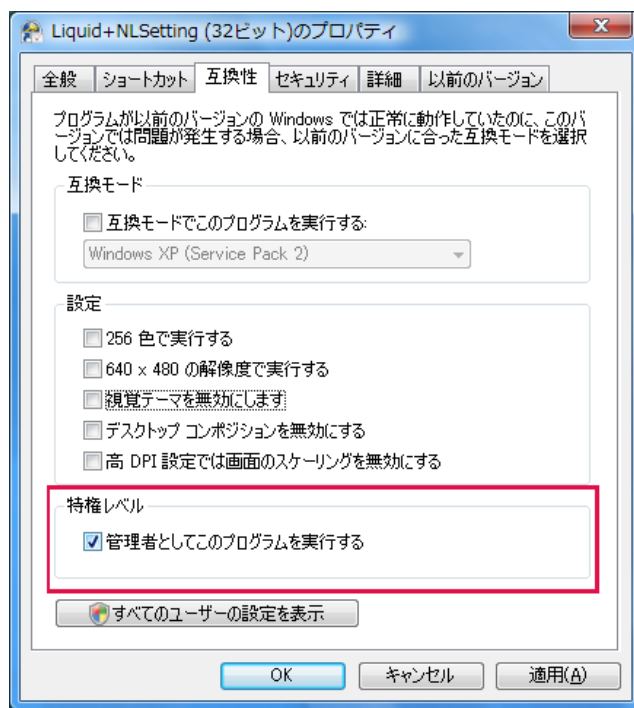 Liquid+NLSetting (32ビット)のプロパティ
全般 ショートカット 互換性 セキュリティ 詳細 以前のバージョン
プログラムが以前のバージョンの Windows では正常に動作していたのに、このバ
ージョンでは問題が発生する場合、以前のバージョンに合った互換モードを選択
してください。
互換モード
互換モードでこのプログラムを実行する:
Windows XP (Service Pack 2)
設定
256 色で実行する
640 x 480 の解像度で実行する
視覚テーマを無効にします
デスクトップ コンポジションを無効にする
高 DPI 設定では画面のスケーリングを無効にする
特権レベル
管理者としてこのプログラムを実行する
すべてのユーザーの設定を表示
OK キャンセル 適用(A)